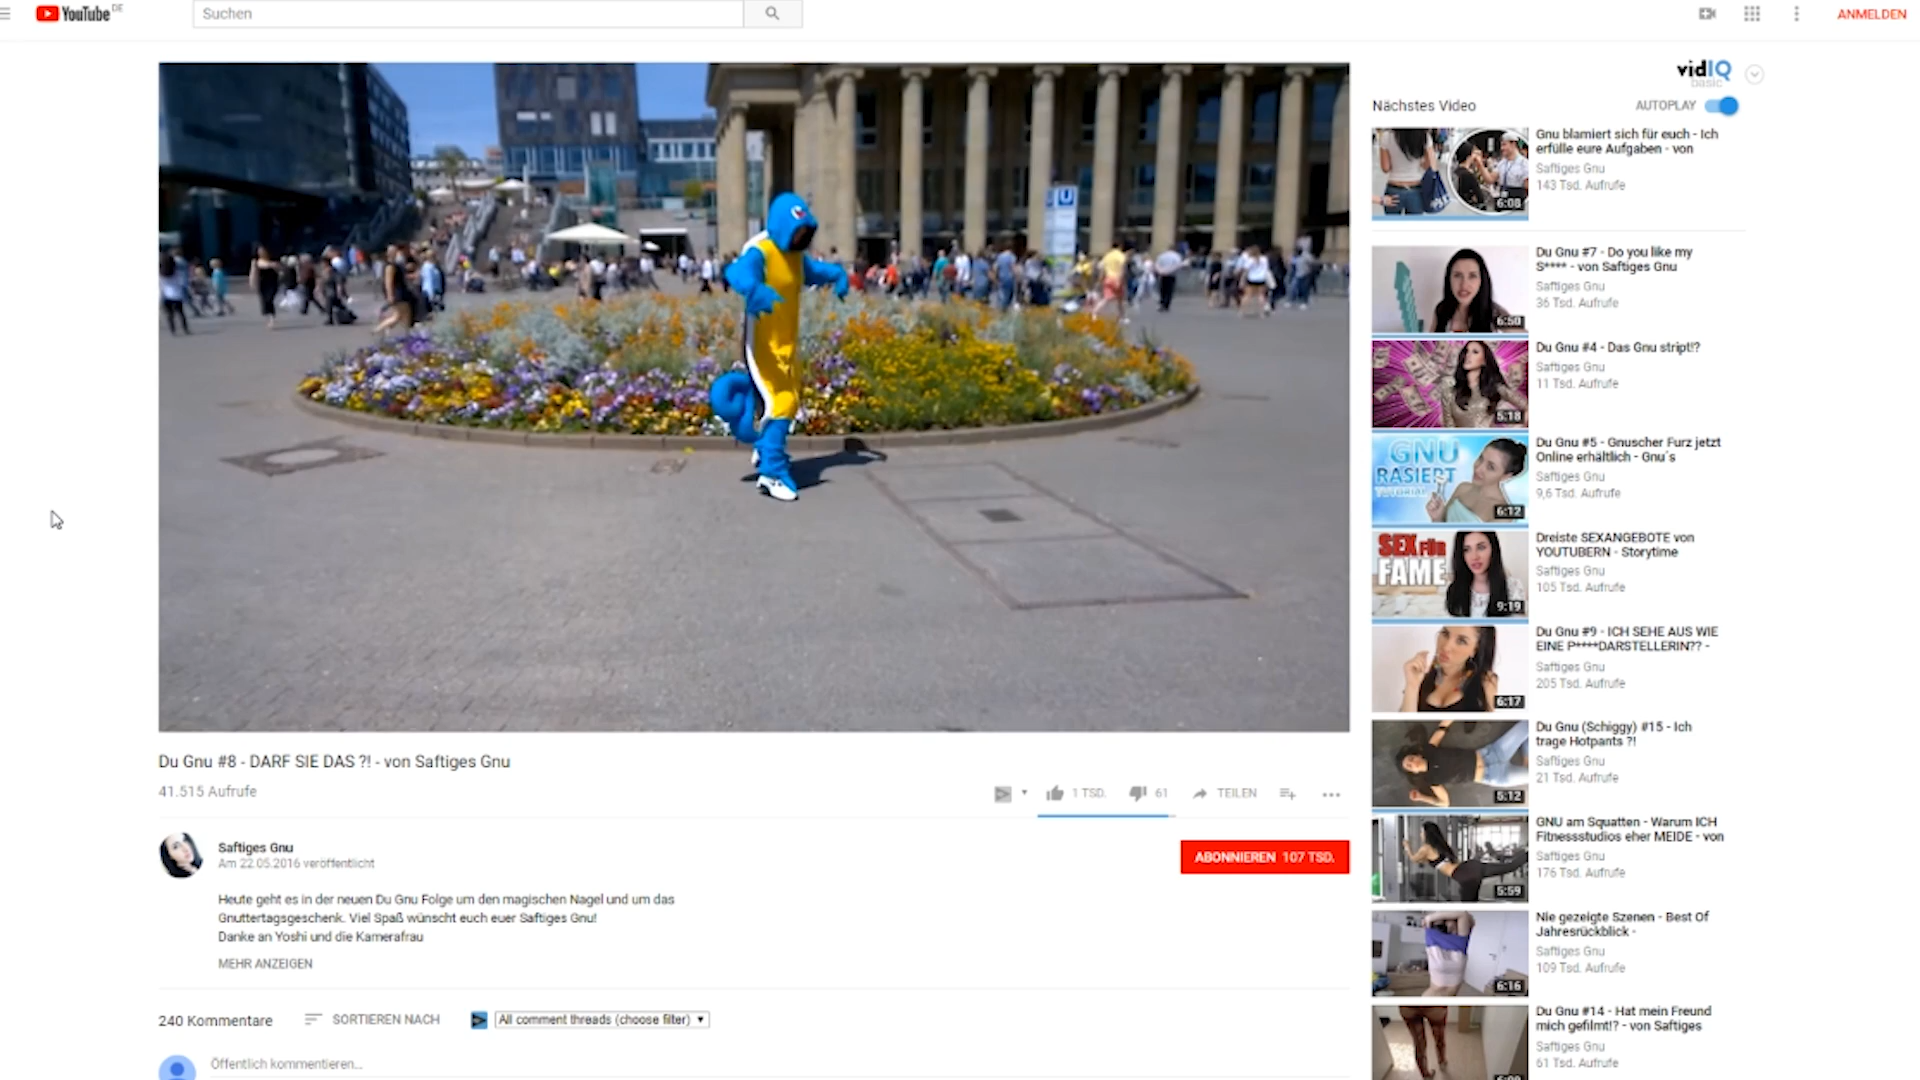 YouTube DE
Suchen
ANMELDEN
U
vidIQ
basic
Nächstes Video
AUTOPLAY
Gnu blamiert sich für euch - Ich
erfülle eure Aufgaben - von
Saftiges Gnu
143 Tsd. Aufrufe
6:08
Du Gnu #7 - Do you like my
S**** - von Saftiges Gnu
Saftiges Gnu
36 Tsd. Aufrufe
6:50
Du Gnu #4 - Das Gnu stript!?
Saftiges Gnu
11 Tsd. Aufrufe
5:18
GNU
RASIERT
TUTORIAL
Du Gnu #5 - Gnuscher Furz jetzt
Online erhältlich - Gnu´s
Saftiges Gnu
9,6 Tsd. Aufrufe
6:12
SEX FÜR
FAME
Dreiste SEXANGEBOTE von
YOUTUBERN - Storytime
Saftiges Gnu
105 Tsd. Aufrufe
9:19
Du Gnu #9 - ICH SEHE AUS WIE
EINE P****DARSTELLERIN?? -
Saftiges Gnu
205 Tsd. Aufrufe
6:17
Du Gnu (Schiggy) #15 - Ich
trage Hotpants ?!
Saftiges Gnu
21 Tsd. Aufrufe
5:12
GNU am Squatten - Warum ICH
Fitnessstudios eher MEIDE - von
Saftiges Gnu
176 Tsd. Aufrufe
5:59
Nie gezeigte Szenen - Best Of
Jahresrückblick -
Saftiges Gnu
109 Tsd. Aufrufe
6:16
Du Gnu #14 - Hat mein Freund
mich gefilmt!? - von Saftiges
Saftiges Gnu
61 Tsd. Aufrufe
Du Gnu #8 - DARF SIE DAS ?! - von Saftiges Gnu
41.515 Aufrufe
1 TSD.
61
TEILEN
Saftiges Gnu
Am 22.05.2016 veröffentlicht
ABONNIEREN 107 TSD.
Heute geht es in der neuen Du Gnu Folge um den magischen Nagel und um das
Gnuttertagsgeschenk. Viel Spaß wünscht euch euer Saftiges Gnu!
Danke an Yoshi und die Kamerafrau
MEHR ANZEIGEN
240 Kommentare
SORTIEREN NACH
All comment threads (choose filter)
Öffentlich kommentieren...